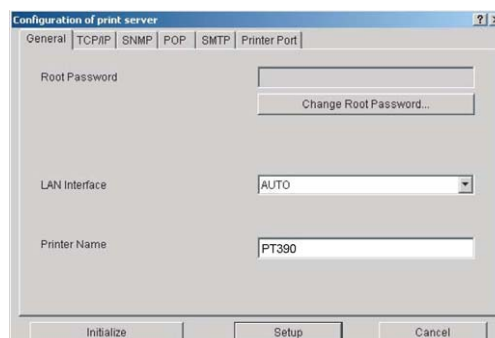 Configuration of print server
General TCP/IP SNMP POP SMTP Printer Port
Root Password
Change Root Password...
LAN Interface AUTO
Printer Name PT390
Initialize Setup Cancel